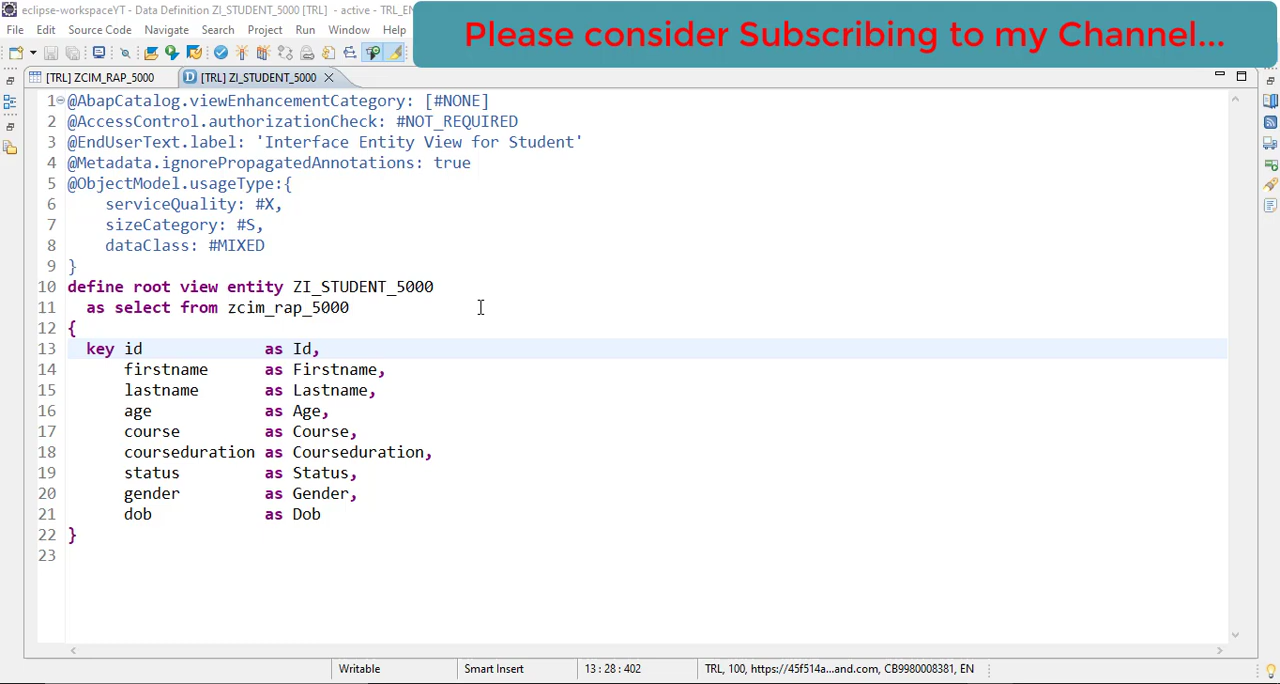 eclipse-workspaceYT - Data Definition ZI_STUDENT_5000 [TRL] - active - TRL_EN
Please consider Subscribing to my Channel...
File Edit Source Code Navigate Search Project Run Window Help
[TRL] ZCIM_RAP_5000 [TRL] ZI_STUDENT_5000
1 @AbapCatalog.viewEnhancementCategory: [#NONE]
2 @AccessControl.authorizationCheck: #NOT_REQUIRED
3 @EndUserText.label: 'Interface Entity View for Student'
4 @Metadata.ignorePropagatedAnnotations: true
5 @ObjectModel.usageType:{
6 serviceQuality: #X,
7 sizeCategory: #S,
8 dataClass: #MIXED
9 }
10 define root view entity ZI_STUDENT_5000
11 as select from zcim_rap_5000
12 {
13 key id as Id,
14 firstname as Firstname,
15 lastname as Lastname,
16 age as Age,
17 course as Course,
18 courseduration as Courseduration,
19 status as Status,
20 gender as Gender,
21 dob as Dob
22 }
23
Writable Smart Insert 13 : 28 : 402 TRL, 100, https://45f514a...and.com, CB9980008381, EN